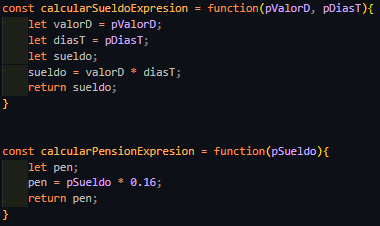 const calcularSueldoExpresion = function(pValorD, pDiasT){
    let valorD = pValorD;
    let diasT = pDiasT;
    let sueldo;
    sueldo = valorD * diasT;
    return sueldo;
}

const calcularPensionExpresion = function(pSueldo){
    let pen;
    pen = pSueldo * 0.16;
    return pen;
}